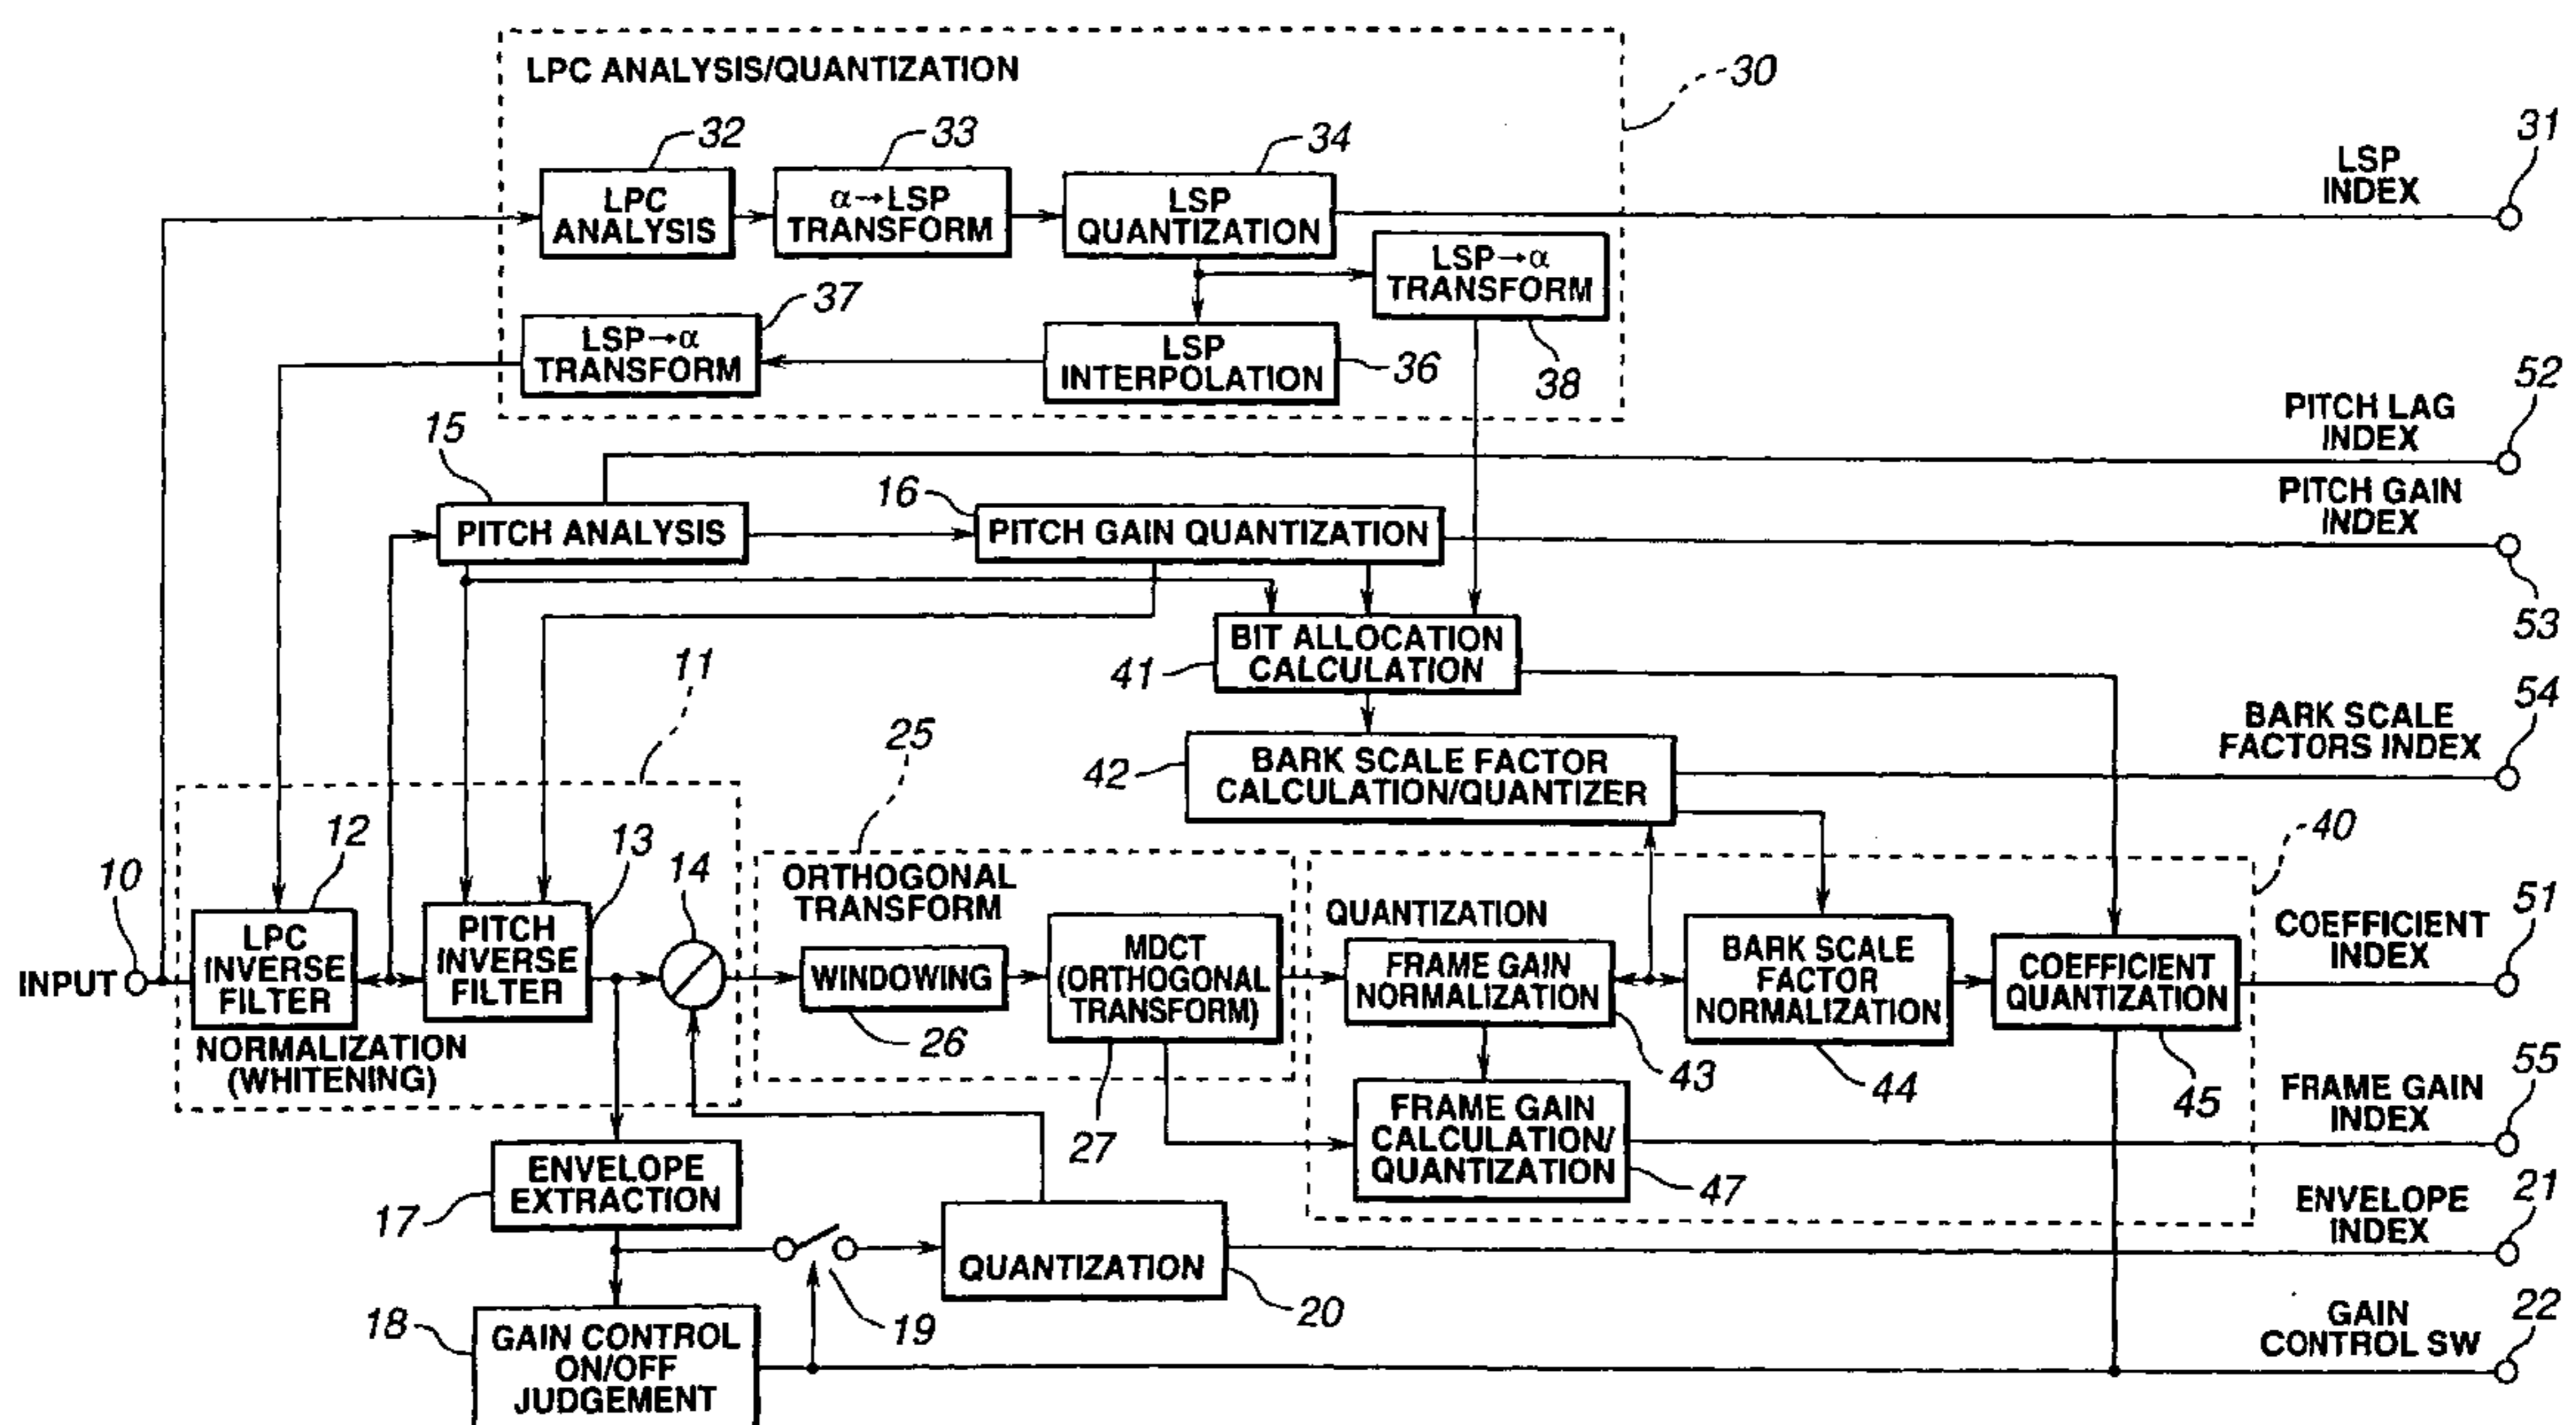 LPC ANALYSIS/QUANTIZATION
30
31
32
33
34
LSP
INDEX
LPC
ANALYSIS
α→LSP
TRANSFORM
LSP
QUANTIZATION
LSP→α
TRANSFORM
37
LSP→α
TRANSFORM
LSP
INTERPOLATION
36
38
52
PITCH LAG
INDEX
15
16
PITCH ANALYSIS
PITCH GAIN QUANTIZATION
PITCH GAIN
INDEX
53
BIT ALLOCATION
CALCULATION
41
11
54
BARK SCALE
FACTORS INDEX
25
42
BARK SCALE FACTOR
CALCULATION/QUANTIZER
40
10
12
13
14
INPUT
LPC
INVERSE
FILTER
PITCH
INVERSE
FILTER
NORMALIZATION
(WHITENING)
ORTHOGONAL
TRANSFORM
WINDOWING
26
MDCT
(ORTHOGONAL
TRANSFORM)
27
QUANTIZATION
FRAME GAIN
NORMALIZATION
43
BARK SCALE
FACTOR
NORMALIZATION
44
COEFFICIENT
QUANTIZATION
45
51
COEFFICIENT
INDEX
FRAME GAIN
CALCULATION/
QUANTIZATION
47
55
FRAME GAIN
INDEX
ENVELOPE
EXTRACTION
17
QUANTIZATION
20
19
21
ENVELOPE
INDEX
18
GAIN CONTROL
ON/OFF
JUDGEMENT
22
GAIN
CONTROL SW